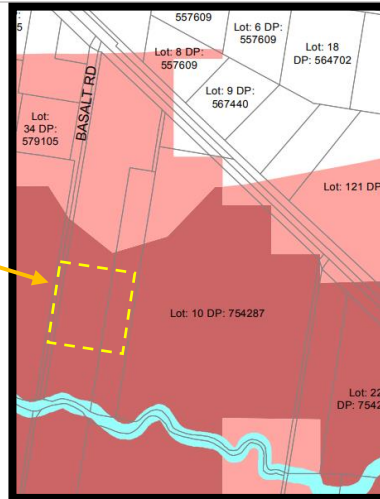 557609
Lot: 6 DP:
557609
Lot: 8 DP:
557609
Lot: 18
DP: 564702
Lot: 9 DP:
567440
Lot:
34 DP:
579105
BASALT RD
Lot: 121 DP
Lot: 10 DP: 754287
Lot: 22
DP: 7542